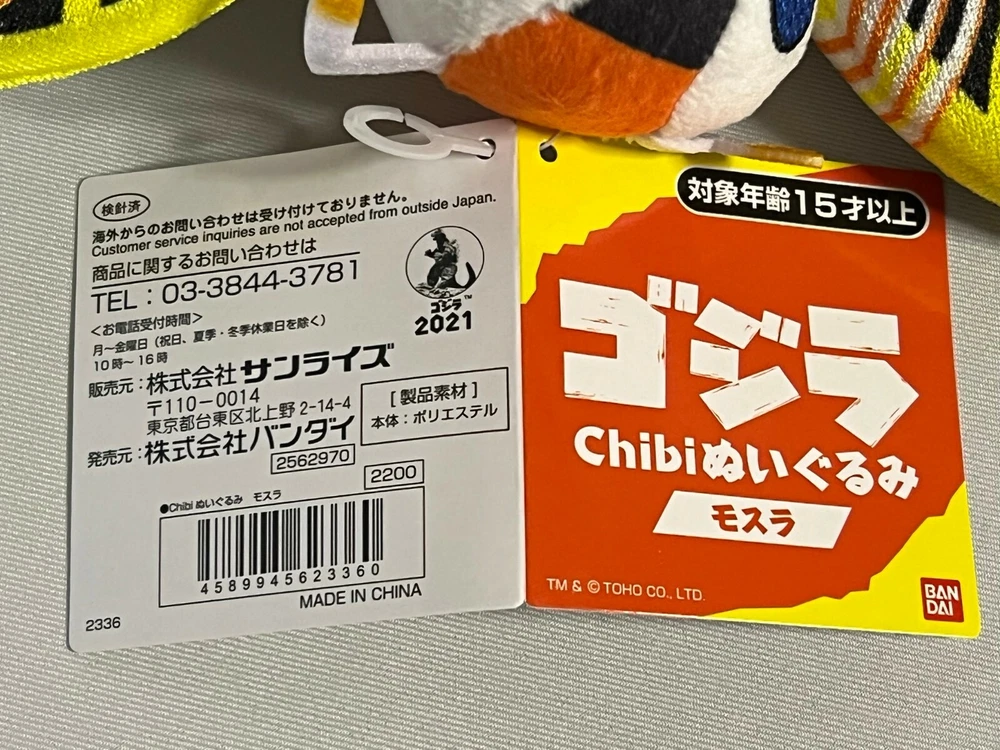 検針済
海外からのお問い合わせは受け付けておりません。
Customer service inquiries are not accepted from outside Japan.
商品に関するお問い合わせは
TEL：03-3844-3781
＜お電話受付時間＞
月～金曜日（祝日、夏季・冬季休業日を除く）
10時～16時
ゴジラ™
2021
販売元：株式会社サンライズ
〒110-0014
東京都台東区北上野2-14-4
発売元：株式会社バンダイ
[製品素材]
本体：ポリエステル
2562970
2200
●Chibiぬいぐるみ モスラ
4589945623360
MADE IN CHINA
2336
対象年齢15才以上
ゴジラ
Chibiぬいぐるみ
モスラ
TM & © TOHO CO., LTD.
BAN
DAI